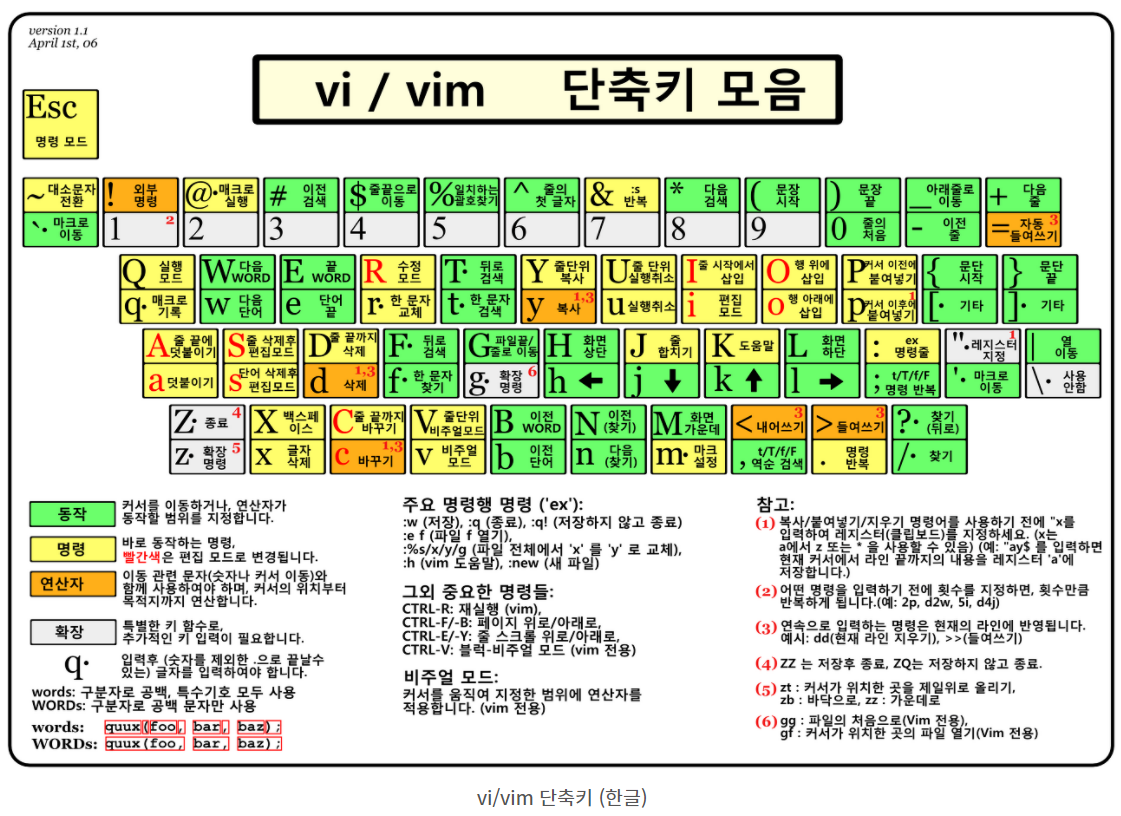 version 1.1
April 1st, 06
vi / vim 단축키 모음
Esc
명령 모드
~ 대소문자 전환
! 외부 명령
@· 매크로 실행
# 이전 검색
$ 줄끝으로 이동
% 일치하는 괄호찾기
^ 줄의 첫 글자
& :s 반복
* 다음 검색
( 문장 시작
) 문장 끝
_ 아래줄로 이동
+ 다음 줄
`· 마크로 이동
1 2
2
3
4
5
6
7
8
9
0 줄의 처음
- 이전 줄
= 자동 들여쓰기 3
Q 실행 모드
W 다음 WORD
E 끝 WORD
R 수정 모드
T· 뒤로 검색
Y 줄단위 복사
U 줄 단위 실행취소
I 줄 시작에서 삽입
O 행 위에 삽입
P 커서 이전에 붙여넣기
{ 문단 시작
} 문단 끝
q· 매크로 기록
w 다음 단어
e 단어 끝
r· 한 문자 교체
t· 한 문자 검색
y 복사 1,3
u 실행취소
i 편집 모드
o 행 아래에 삽입
p 커서 이후에 붙여넣기 1
[· 기타
]· 기타
A 줄 끝에 덧붙이기
S 줄 삭제후 편집모드
D 줄 끝까지 삭제
F· 뒤로 검색
G 파일끝/ 줄로 이동
H 화면 상단
J 줄 합치기
K 도움말
L 화면 하단
: ex 명령줄
"· 레지스터 지정 1
| 열 이동
a 덧붙이기
s 단어 삭제후 편집모드
d 삭제 1,3
f· 한 문자 찾기
g· 확장 명령 6
h ←
j ↓
k ↑
l →
; t/T/f/F 명령 반복
'· 마크로 이동
\· 사용 안함
Z· 종료 4
X 백스페이스
C 줄 끝까지 바꾸기
V 줄단위 비주얼모드
B 이전 WORD
N 이전 (찾기)
M 화면 가운데
< 내어쓰기 3
> 들여쓰기 3
?· 찾기 (뒤로)
z· 확장 명령 5
x 글자 삭제
c 바꾸기 1,3
v 비주얼 모드
b 이전 단어
n 다음 (찾기)
m· 마크 설정
, t/T/f/F 역순 검색
. 명령 반복
/· 찾기
동작 커서를 이동하거나, 연산자가
동작할 범위를 지정합니다.
명령 바로 동작하는 명령,
빨간색은 편집 모드로 변경됩니다.
연산자 이동 관련 문자(숫자나 커서 이동)와
함께 사용하여야 하며, 커서의 위치부터
목적지까지 연산합니다.
확장 특별한 키 함수로,
추가적인 키 입력이 필요합니다.
q· 입력후 (숫자를 제외한 .으로 끝날수
있는) 글자를 입력하여야 합니다.
words: 구분자로 공백, 특수기호 모두 사용
WORDs: 구분자로 공백 문자만 사용
words: quux(foo, bar, baz);
WORDs: quux(foo, bar, baz);
주요 명령행 명령 ('ex'):
:w (저장), :q (종료), :q! (저장하지 않고 종료)
:e f (파일 f 열기),
:%s/x/y/g (파일 전체에서 'x' 를 'y' 로 교체),
:h (vim 도움말), :new (새 파일)
그외 중요한 명령들:
CTRL-R: 재실행 (vim),
CTRL-F/-B: 페이지 위로/아래로,
CTRL-E/-Y: 줄 스크롤 위로/아래로,
CTRL-V: 블럭-비주얼 모드 (vim 전용)
비주얼 모드:
커서를 움직여 지정한 범위에 연산자를
적용합니다. (vim 전용)
참고:
(1) 복사/붙여넣기/지우기 명령어를 사용하기 전에 "x를
입력하여 레지스터(클립보드)를 지정하세요. (x는
a에서 z 또는 * 을 사용할 수 있음) (예: "ay$ 를 입력하면
현재 커서에서 라인 끝까지의 내용을 레지스터 'a'에
저장합니다.)
(2) 어떤 명령을 입력하기 전에 횟수를 지정하면, 횟수만큼
반복하게 됩니다.(예: 2p, d2w, 5i, d4j)
(3) 연속으로 입력하는 명령은 현재의 라인에 반영됩니다.
예시: dd(현재 라인 지우기), >>(들여쓰기)
(4) ZZ 는 저장후 종료, ZQ는 저장하지 않고 종료.
(5) zt : 커서가 위치한 곳을 제일위로 올리기,
zb : 바닥으로, zz : 가운데로
(6) gg : 파일의 처음으로(Vim 전용),
gf : 커서가 위치한 곳의 파일 열기(Vim 전용)
vi/vim 단축키 (한글)